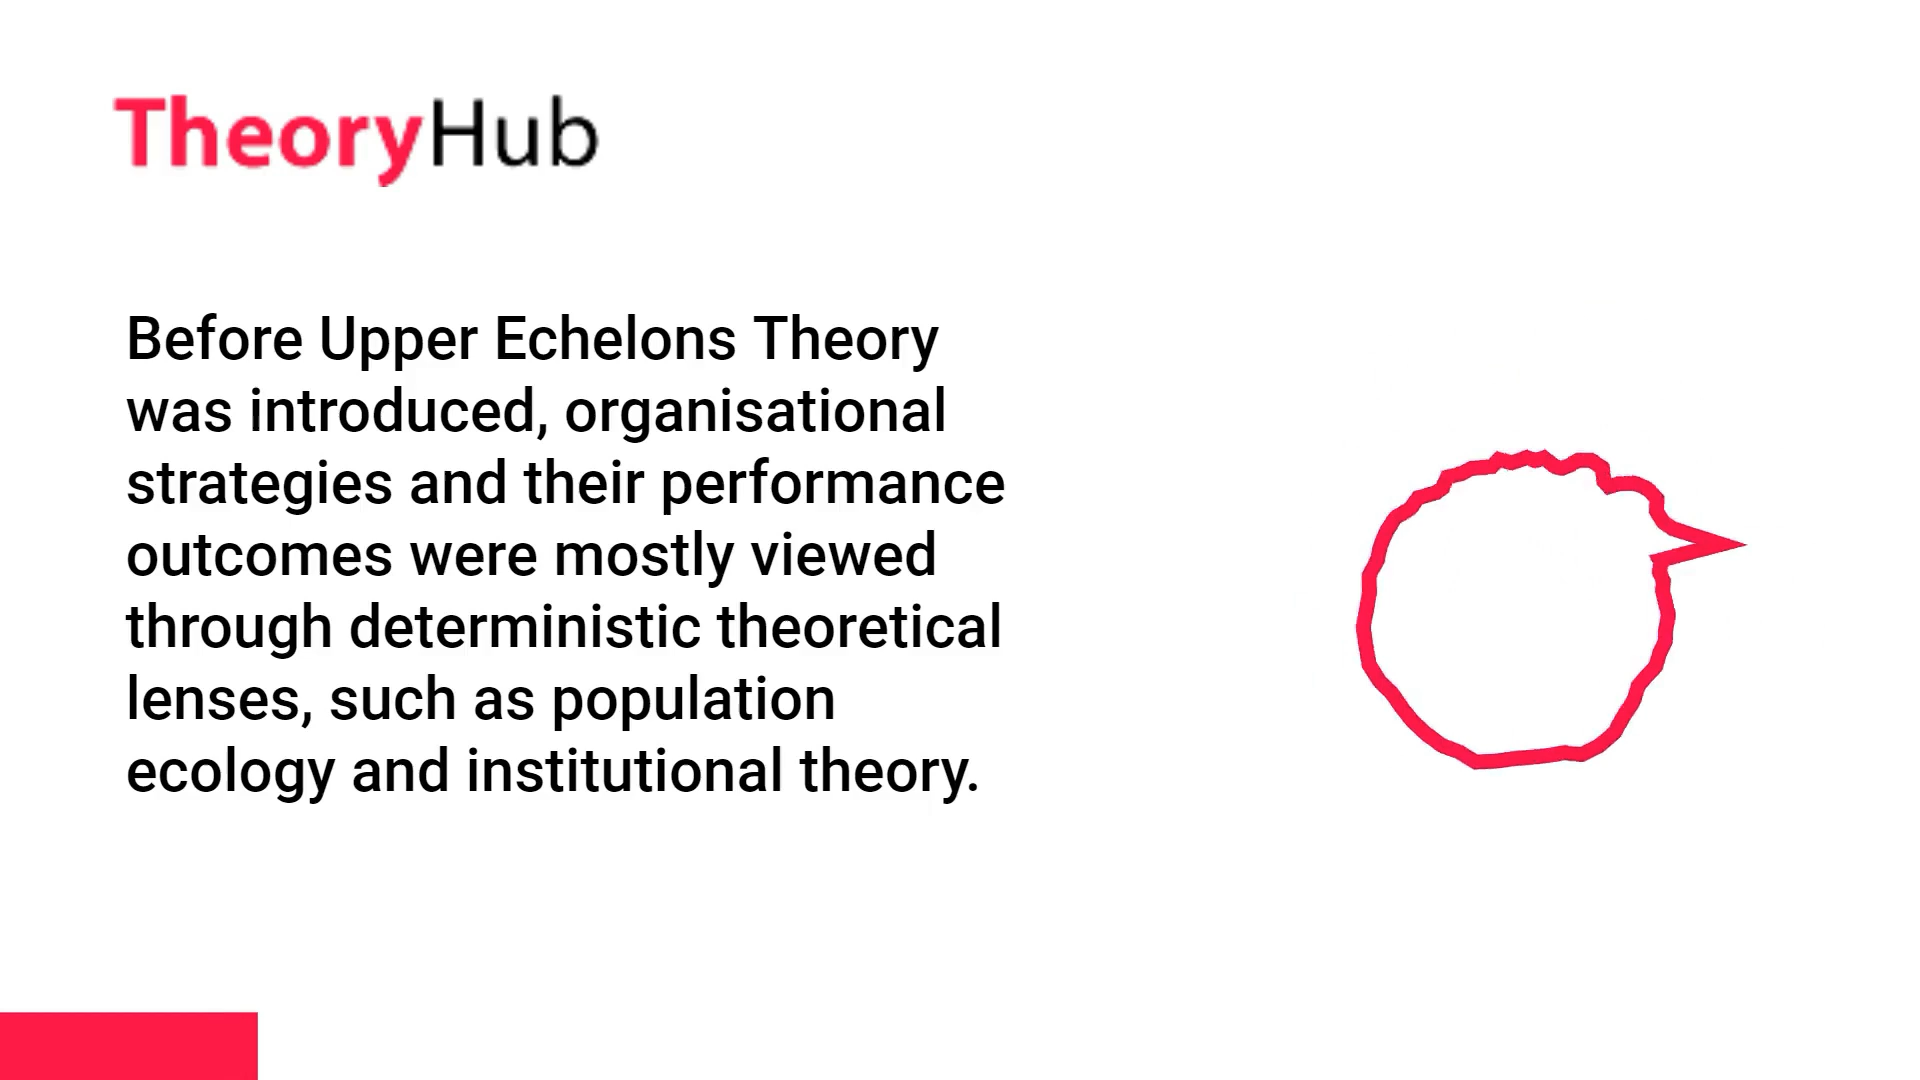 TheoryHub
Before Upper Echelons Theory
was introduced, organisational
strategies and their performance
outcomes were mostly viewed
through deterministic theoretical
lenses, such as population
ecology and institutional theory.